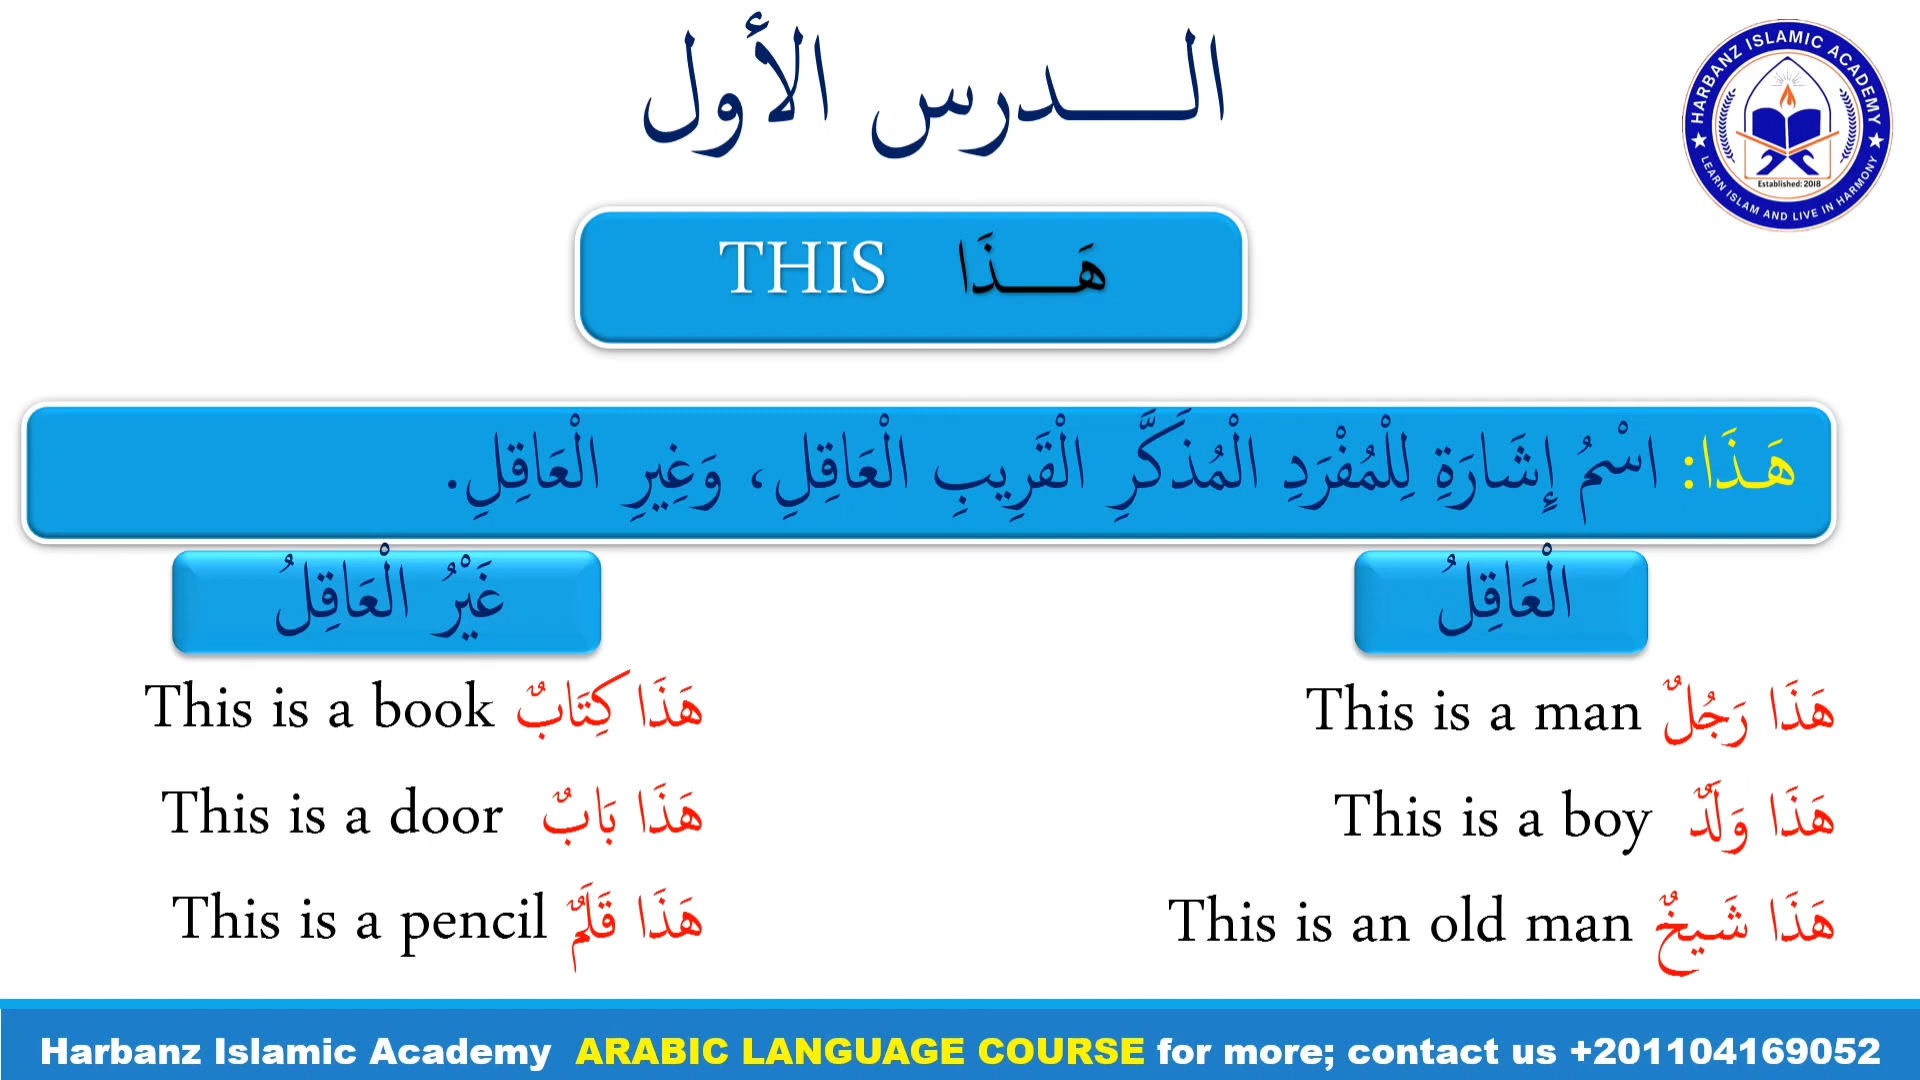 الـــدرس الأول
HARBANZ ISLAMIC ACADEMY
Established: 2018
LEARN ISLAM AND LIVE IN HARMONY
هَـــذَا THIS
هَـذَا: اسْمُ إِشَارَةِ لِلْمُفْرَدِ الْمُذَكَّرِ الْقَرِيبِ الْعَاقِلِ، وَغِيرِ الْعَاقِلِ.
الْعَاقِلُ
هَذَا رَجُلٌ This is a man
هَذَا وَلَدٌ This is a boy
هَذَا شَـيخٌ This is an old man
غَيْرُ الْعَاقِلُ
هَذَا كِتَابٌ This is a book
هَذَا بَابٌ This is a door
هَذَا قَلَمٌ This is a pencil
Harbanz Islamic Academy ARABIC LANGUAGE COURSE for more; contact us +201104169052